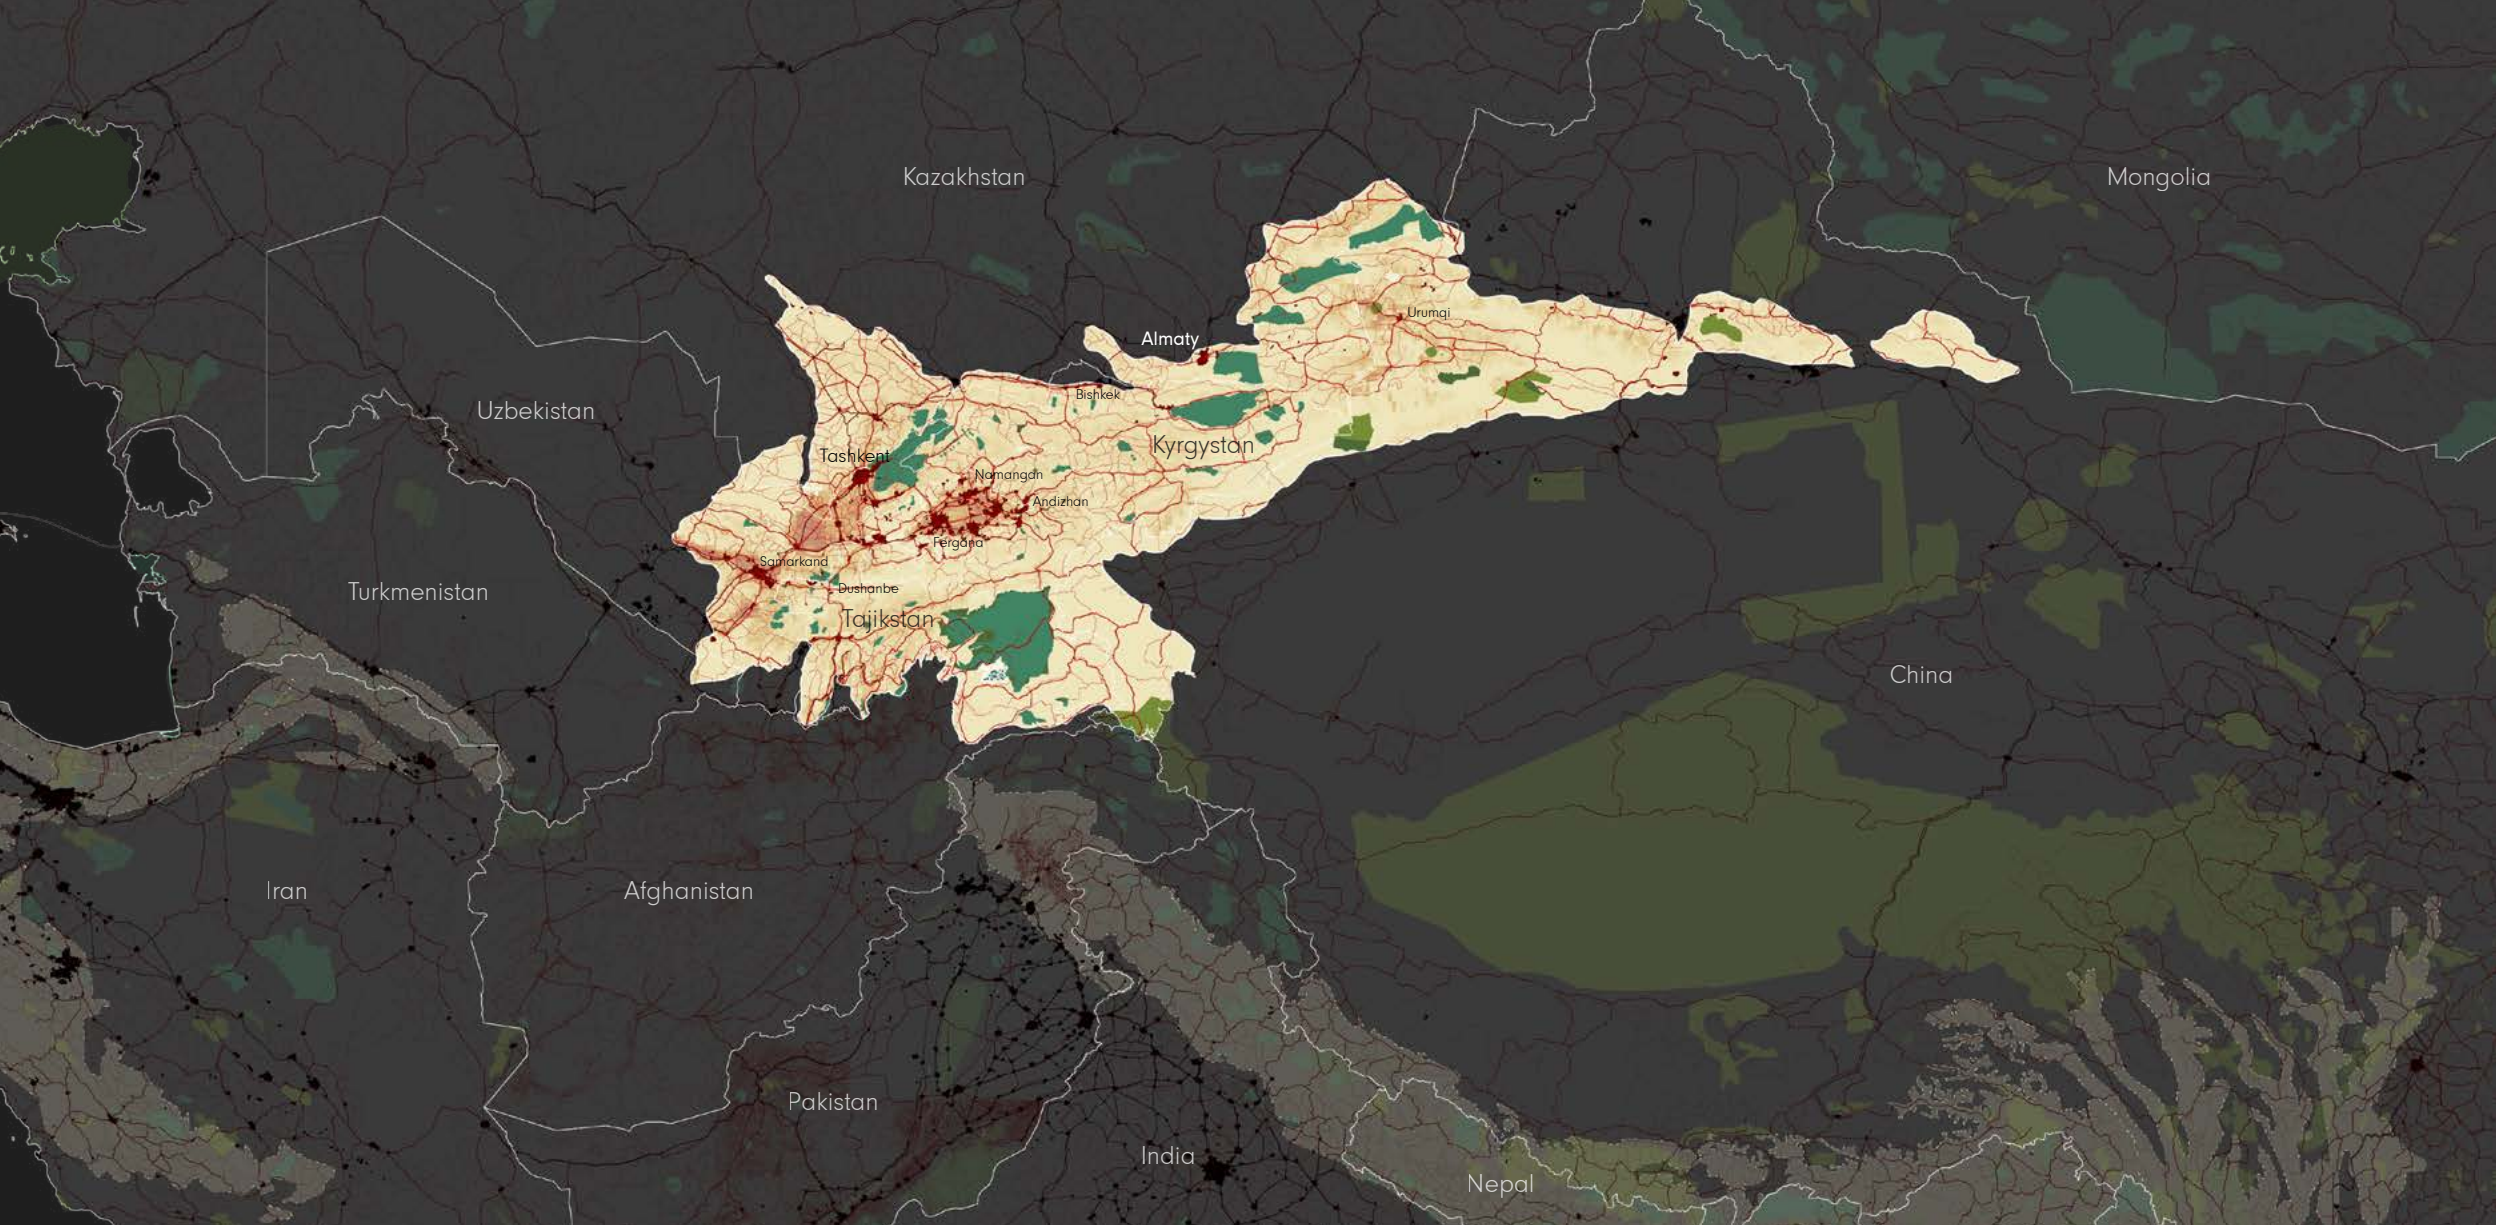 Kazakhstan
Mongolia
Urumqi
Almaty
Bishkek
Uzbekistan
Kyrgystan
Tashkent
Namangan
Andizhan
Fergana
Samarkand
Dushanbe
Turkmenistan
Tajikstan
China
Iran
Afghanistan
Pakistan
India
Nepal